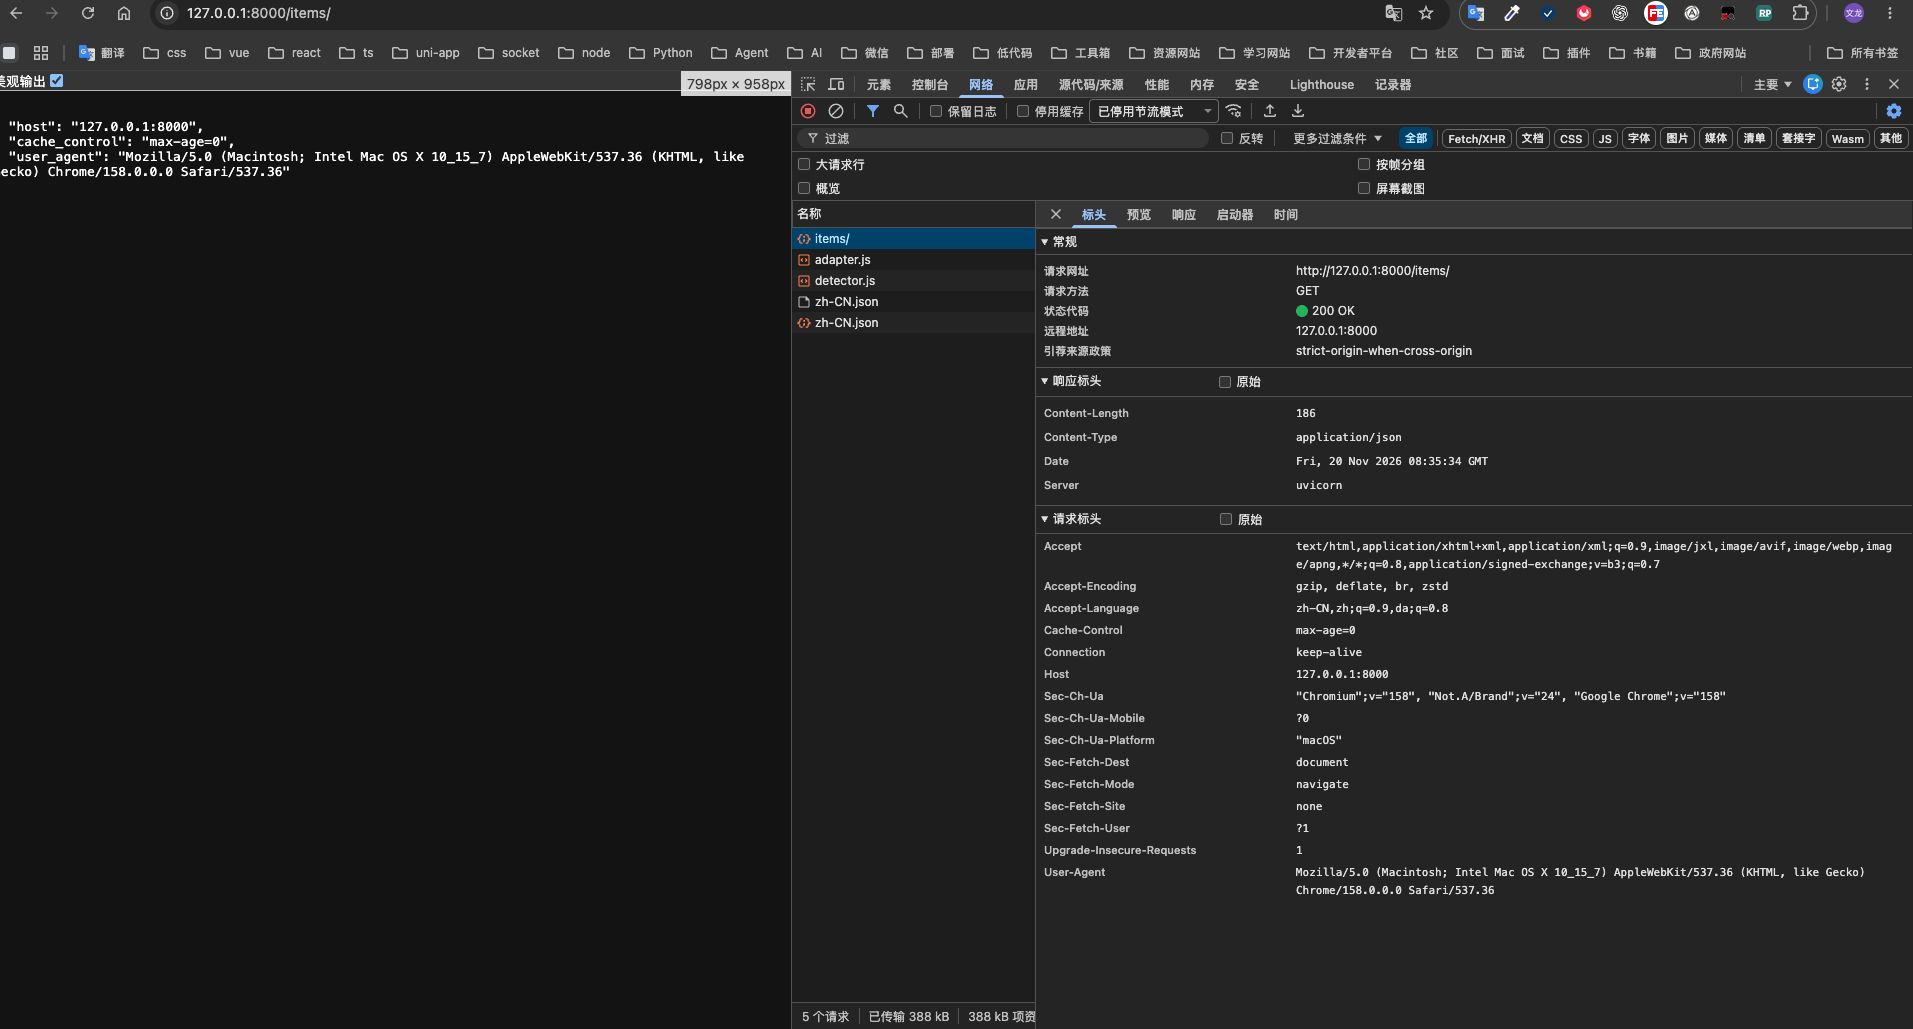 127.0.0.1:8000/items/
文龙
翻译 css vue react ts uni-app socket node Python Agent AI 微信 部署 低代码 工具箱 资源网站 学习网站 开发者平台 社区 面试 插件 书籍 政府网站 所有书签
美观输出
798px × 958px
"host": "127.0.0.1:8000",
"cache_control": "max-age=0",
"user_agent": "Mozilla/5.0 (Macintosh; Intel Mac OS X 10_15_7) AppleWebKit/537.36 (KHTML, like
ecko) Chrome/158.0.0.0 Safari/537.36"
元素 控制台 网络 应用 源代码/来源 性能 内存 安全 Lighthouse 记录器 主要
保留日志 停用缓存 已停用节流模式
过滤 反转 更多过滤条件 全部 Fetch/XHR 文档 CSS JS 字体 图片 媒体 清单 套接字 Wasm 其他
大请求行 按帧分组
概览 屏幕截图
名称
items/
adapter.js
detector.js
zh-CN.json
zh-CN.json
5 个请求 已传输 388 kB 388 kB 项资
标头 预览 响应 启动器 时间
常规
请求网址 http://127.0.0.1:8000/items/
请求方法 GET
状态代码 200 OK
远程地址 127.0.0.1:8000
引荐来源政策 strict-origin-when-cross-origin
响应标头 原始
Content-Length 186
Content-Type application/json
Date Fri, 20 Nov 2026 08:35:34 GMT
Server uvicorn
请求标头 原始
Accept text/html,application/xhtml+xml,application/xml;q=0.9,image/jxl,image/avif,image/webp,imag
e/apng,*/*;q=0.8,application/signed-exchange;v=b3;q=0.7
Accept-Encoding gzip, deflate, br, zstd
Accept-Language zh-CN,zh;q=0.9,da;q=0.8
Cache-Control max-age=0
Connection keep-alive
Host 127.0.0.1:8000
Sec-Ch-Ua "Chromium";v="158", "Not.A/Brand";v="24", "Google Chrome";v="158"
Sec-Ch-Ua-Mobile ?0
Sec-Ch-Ua-Platform "macOS"
Sec-Fetch-Dest document
Sec-Fetch-Mode navigate
Sec-Fetch-Site none
Sec-Fetch-User ?1
Upgrade-Insecure-Requests 1
User-Agent Mozilla/5.0 (Macintosh; Intel Mac OS X 10_15_7) AppleWebKit/537.36 (KHTML, like Gecko)
Chrome/158.0.0.0 Safari/537.36